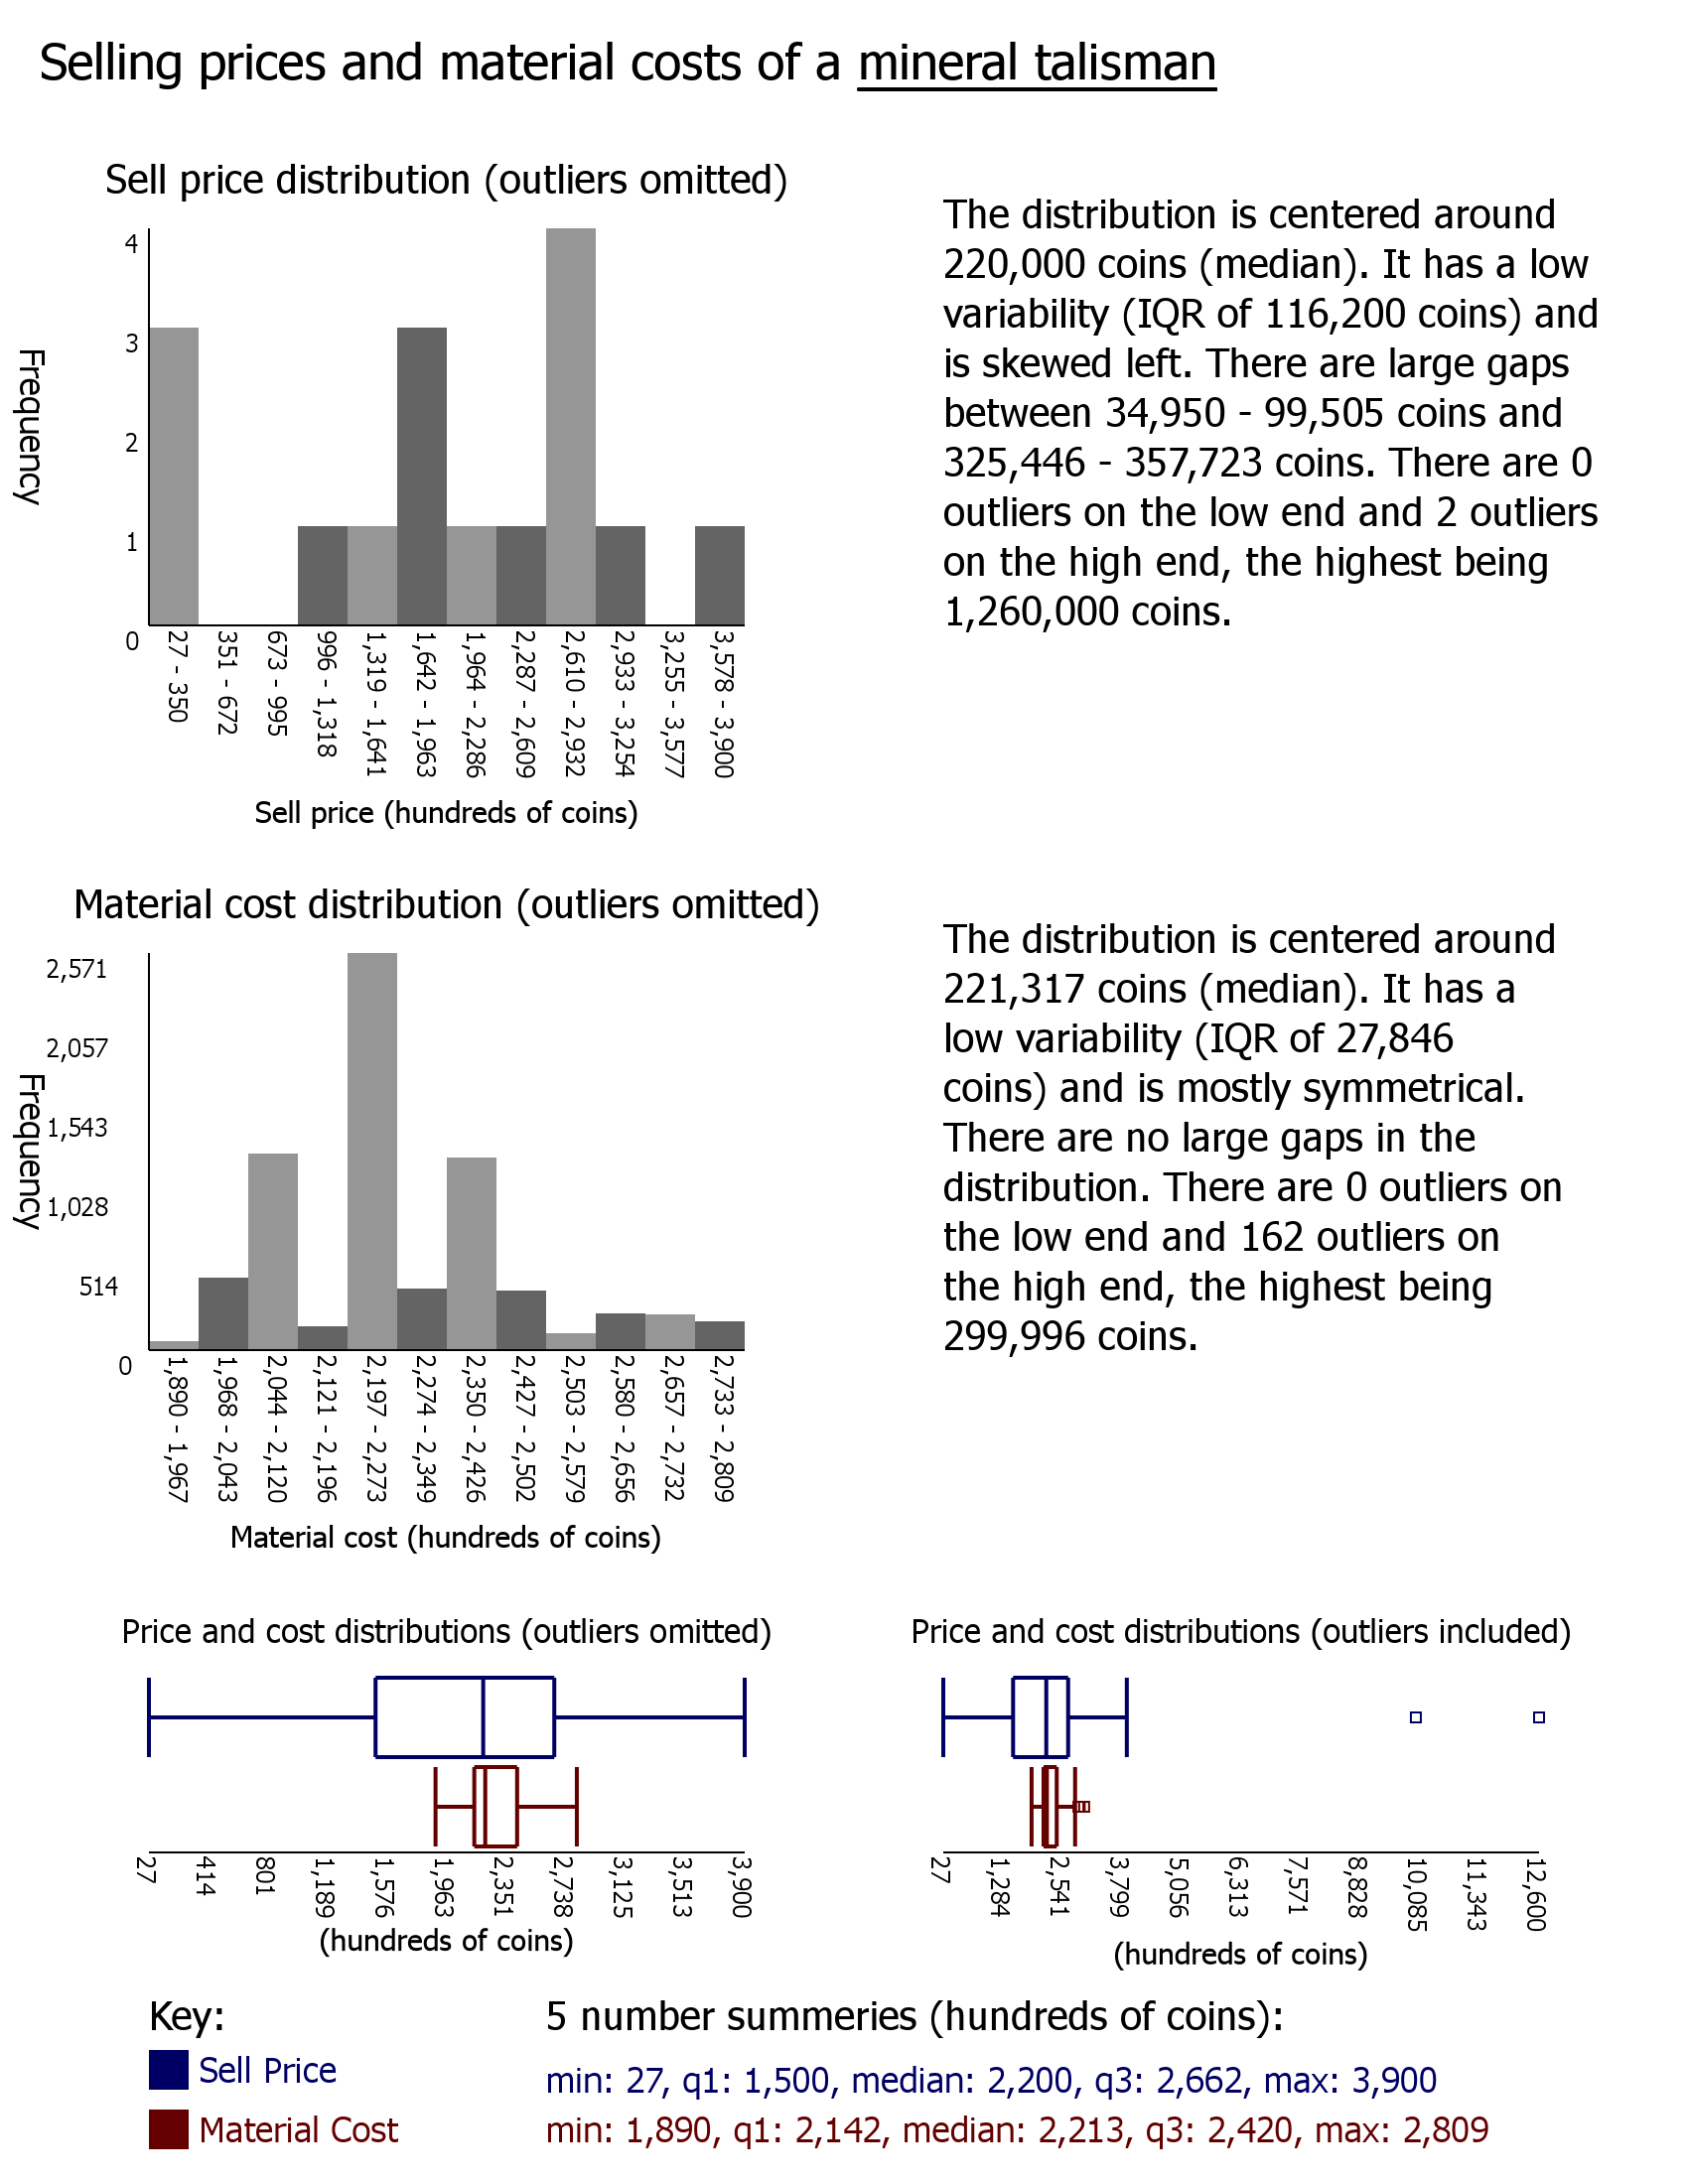 Selling prices and material costs of a mineral talisman
Sell price distribution (outliers omitted)
Frequency
4
3
2
1
0
27 - 350
351 - 672
673 - 995
996 - 1,318
1,319 - 1,641
1,642 - 1,963
1,964 - 2,286
2,287 - 2,609
2,610 - 2,932
2,933 - 3,254
3,255 - 3,577
3,578 - 3,900
Sell price (hundreds of coins)
The distribution is centered around
220,000 coins (median). It has a low
variability (IQR of 116,200 coins) and
is skewed left. There are large gaps
between 34,950 - 99,505 coins and
325,446 - 357,723 coins. There are 0
outliers on the low end and 2 outliers
on the high end, the highest being
1,260,000 coins.
Material cost distribution (outliers omitted)
Frequency
2,571
2,057
1,543
1,028
514
0
1,890 - 1,967
1,968 - 2,043
2,044 - 2,120
2,121 - 2,196
2,197 - 2,273
2,274 - 2,349
2,350 - 2,426
2,427 - 2,502
2,503 - 2,579
2,580 - 2,656
2,657 - 2,732
2,733 - 2,809
Material cost (hundreds of coins)
The distribution is centered around
221,317 coins (median). It has a
low variability (IQR of 27,846
coins) and is mostly symmetrical.
There are no large gaps in the
distribution. There are 0 outliers on
the low end and 162 outliers on
the high end, the highest being
299,996 coins.
Price and cost distributions (outliers omitted)
27
414
801
1,189
1,576
1,963
2,351
2,738
3,125
3,513
3,900
(hundreds of coins)
Price and cost distributions (outliers included)
27
1,284
2,541
3,799
5,056
6,313
7,571
8,828
10,085
11,343
12,600
(hundreds of coins)
Key:
Sell Price
Material Cost
5 number summeries (hundreds of coins):
min: 27, q1: 1,500, median: 2,200, q3: 2,662, max: 3,900
min: 1,890, q1: 2,142, median: 2,213, q3: 2,420, max: 2,809